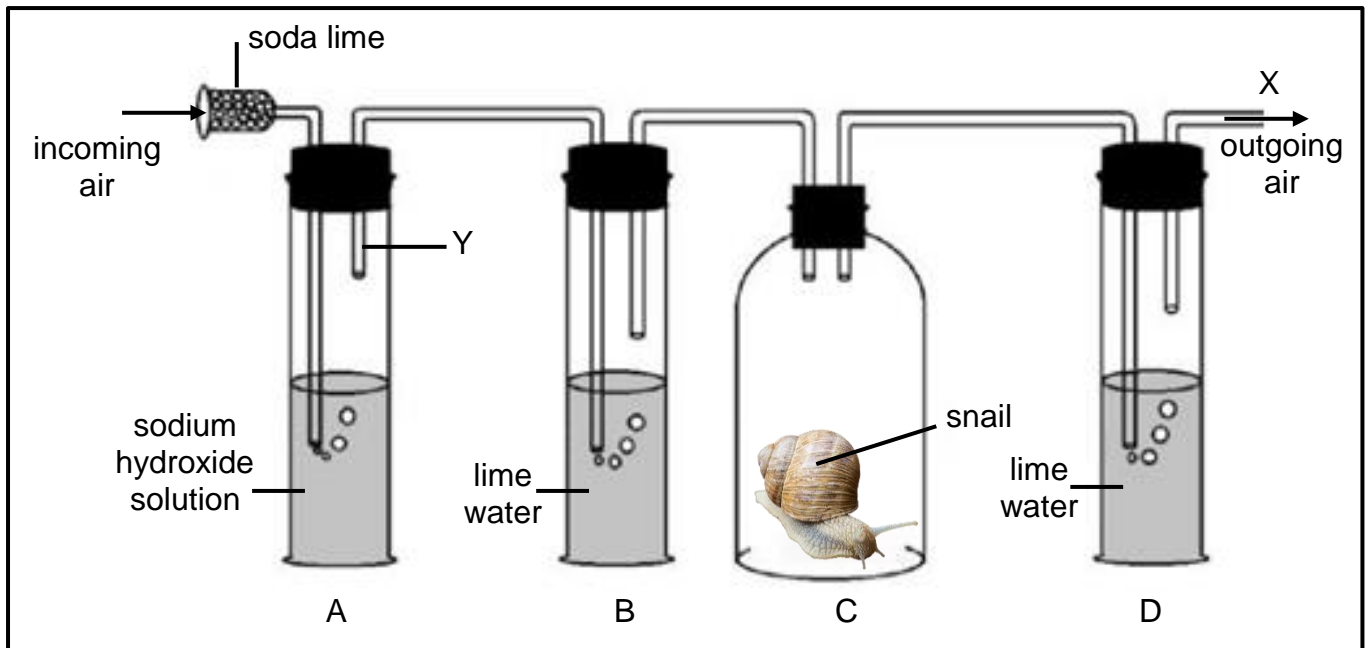 soda lime
X
incoming
air
outgoing
air
Y
snail
sodium
hydroxide
solution
lime
water
lime
water
A
B
C
D